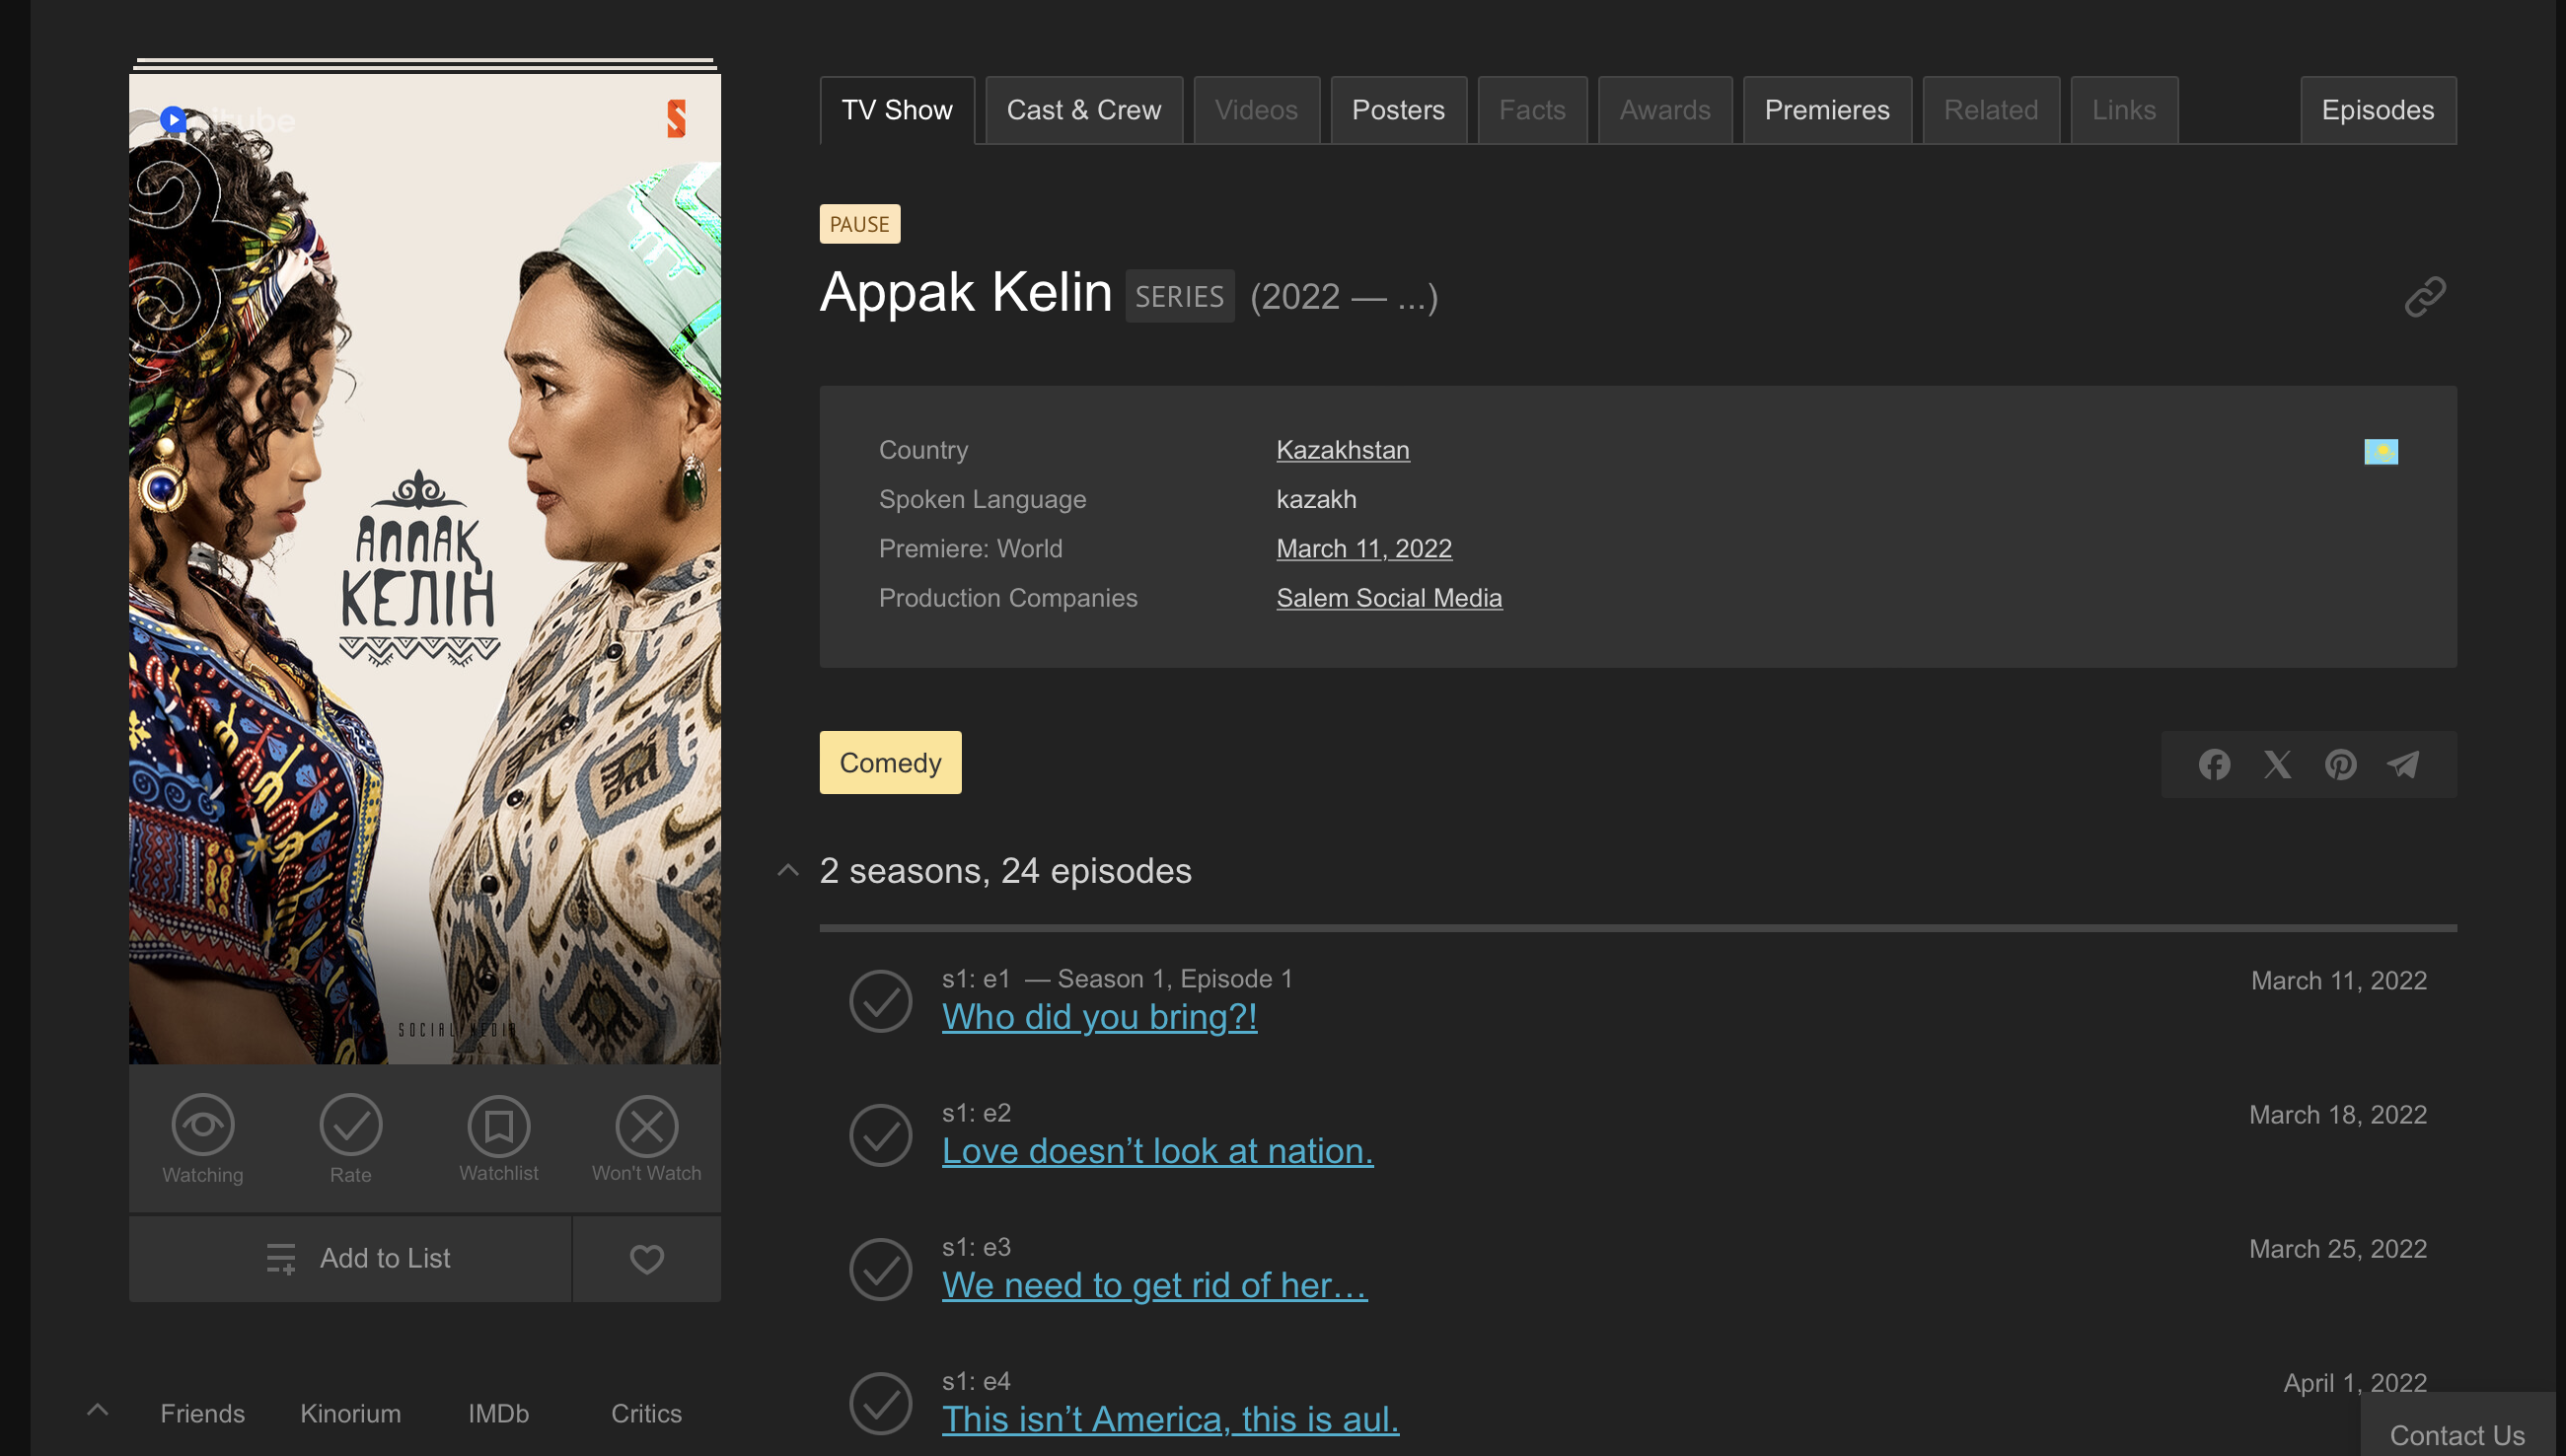 TV Show
Cast & Crew
Videos
Posters
Facts
Awards
Premieres
Related
Links
Episodes
PAUSE
Appak Kelin SERIES (2022 — ...)
Country Kazakhstan
Spoken Language kazakh
Premiere: World March 11, 2022
Production Companies Salem Social Media
Comedy
2 seasons, 24 episodes
s1: e1 — Season 1, Episode 1 March 11, 2022
Who did you bring?!
s1: e2 March 18, 2022
Love doesn’t look at nation.
s1: e3 March 25, 2022
We need to get rid of her…
s1: e4 April 1, 2022
This isn’t America, this is aul.
Contact Us
АППАҚ
КЕЛІН
SOCIAL MEDIA
Watching
Rate
Watchlist
Won't Watch
Add to List
Friends
Kinorium
IMDb
Critics